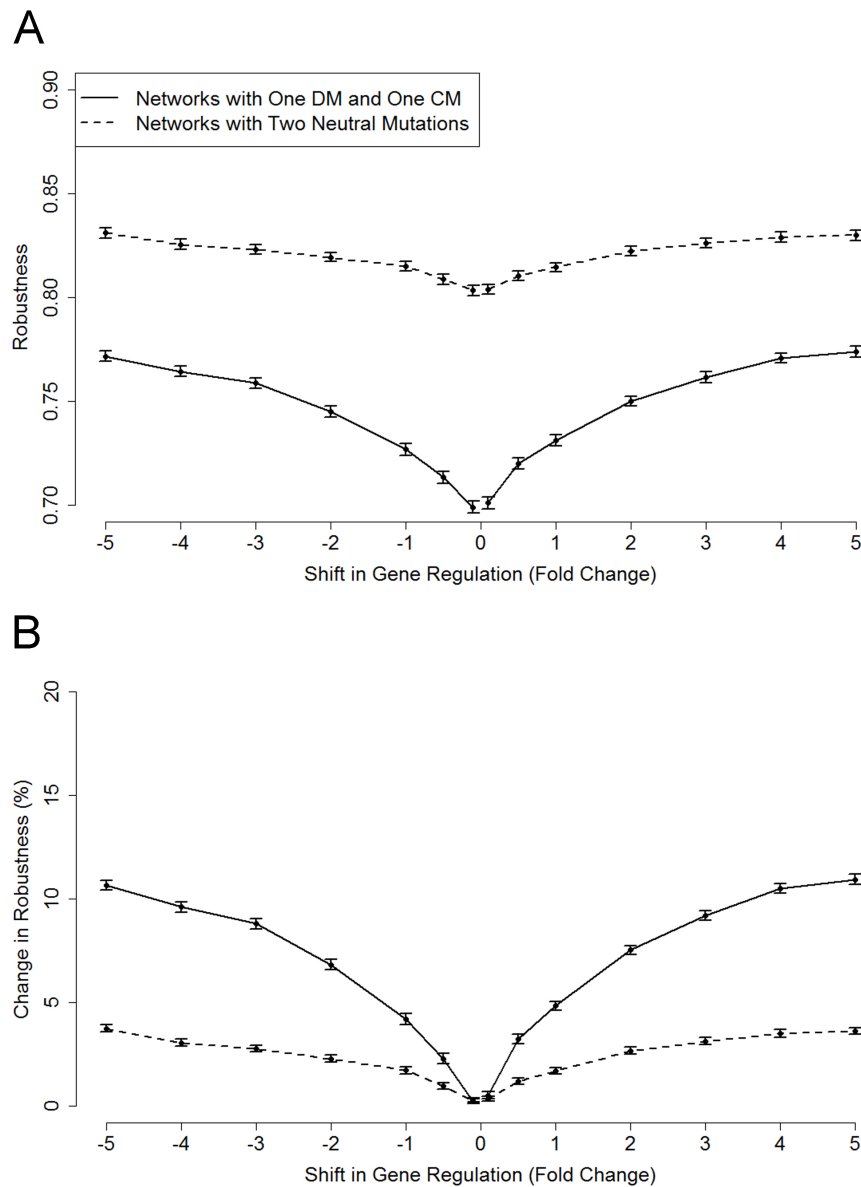 A
Networks with One DM and One CM
Networks with Two Neutral Mutations
Robustness
0.90
0.85
0.80
0.75
0.70
-5 -4 -3 -2 -1 0 1 2 3 4 5
Shift in Gene Regulation (Fold Change)
B
Change in Robustness (%)
20
15
10
5
0
-5 -4 -3 -2 -1 0 1 2 3 4 5
Shift in Gene Regulation (Fold Change)